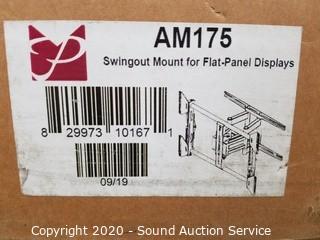 AM175
Swingout Mount for Flat-Panel Displays
8 29973 10167 1
09/19
Copyright 2020 - Sound Auction Service